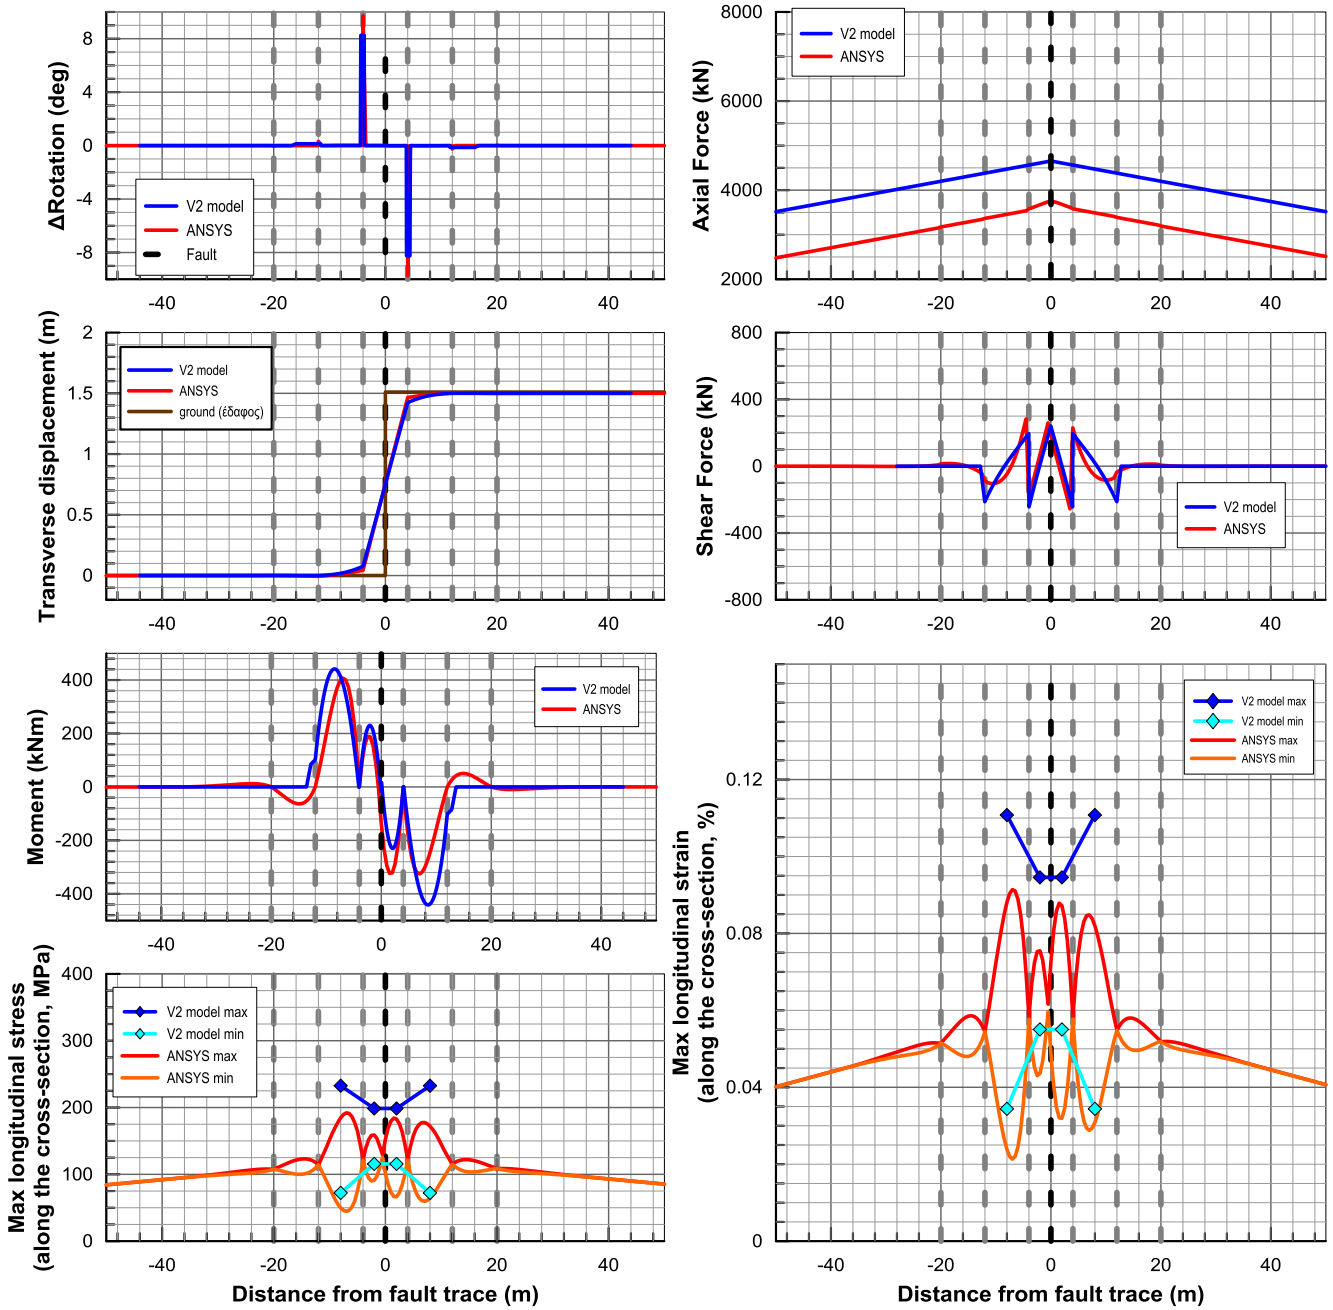 8
4
0
-4
-8
ΔRotation (deg)
V2 model
ANSYS
Fault
-40
-20
0
20
40
8000
6000
4000
2000
Axial Force (kN)
V2 model
ANSYS
-40
-20
0
20
40
2
1.5
1
0.5
0
Transverse displacement (m)
V2 model
ANSYS
ground (έδαφος)
-40
-20
0
20
40
800
400
0
-400
-800
Shear Force (kN)
V2 model
ANSYS
-40
-20
0
20
40
400
200
0
-200
-400
Moment (kNm)
V2 model
ANSYS
-40
-20
0
20
40
400
300
200
100
0
Max longitudinal stress
(along the cross-section, MPa)
V2 model max
V2 model min
ANSYS max
ANSYS min
-40
-20
0
20
40
Distance from fault trace (m)
0.12
0.08
0.04
0
Max longitudinal strain
(along the cross-section, %)
V2 model max
V2 model min
ANSYS max
ANSYS min
-40
-20
0
20
40
Distance from fault trace (m)